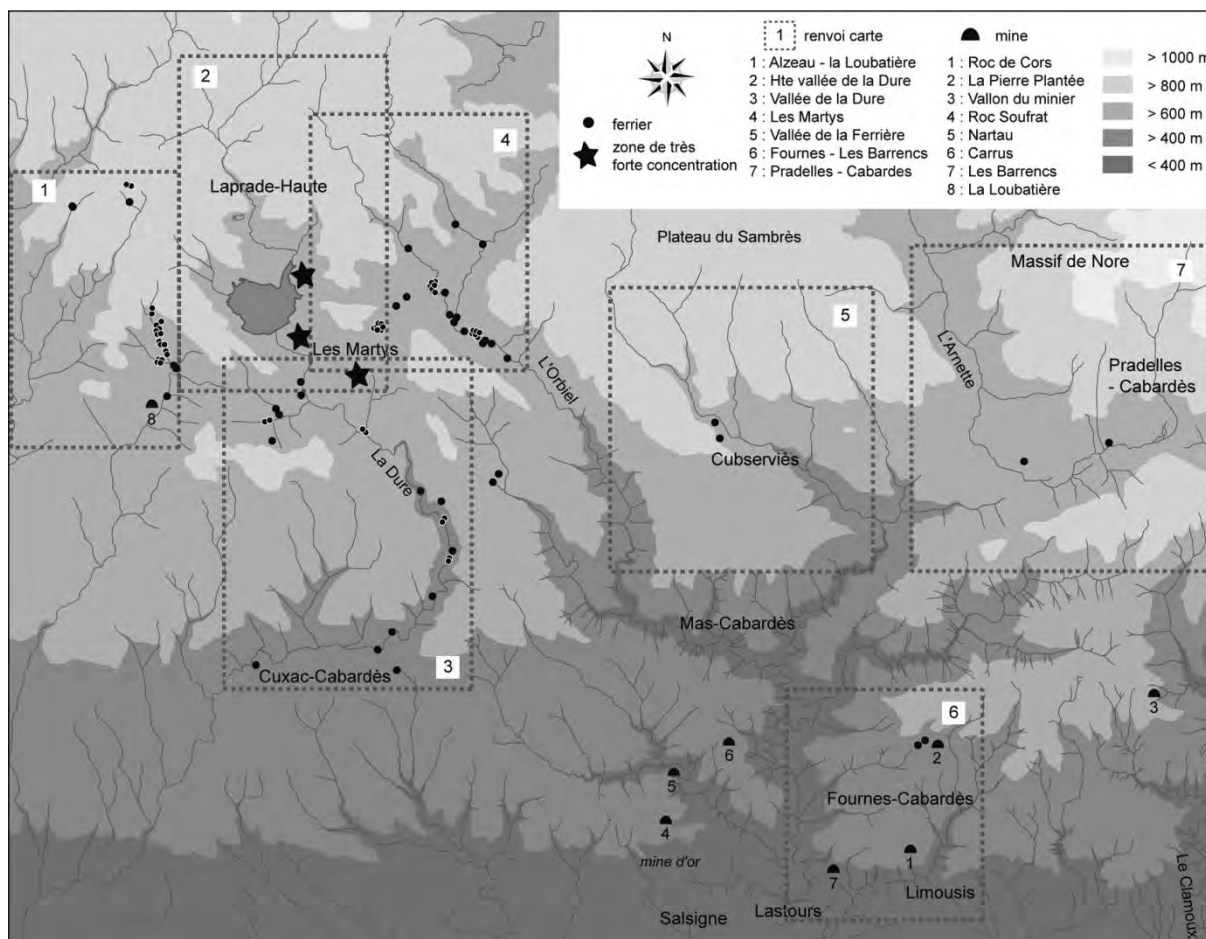 N
1 renvoi carte
1 : Alzeau - la Loubatière
2 : Hte vallée de la Dure
3 : Vallée de la Dure
4 : Les Martys
5 : Vallée de la Ferrière
6 : Fournes - Les Barrencs
7 : Pradelles - Cabardes
mine
1 : Roc de Cors
2 : La Pierre Plantée
3 : Vallon du minier
4 : Roc Soufrat
5 : Nartau
6 : Carrus
7 : Les Barrencs
8 : La Loubatière
> 1000 m
> 800 m
> 600 m
> 400 m
< 400 m
ferrier
zone de très
forte concentration
2
4
1
Laprade-Haute
Plateau du Sambrès
Massif de Nore
7
5
Les Martys
L'Orbiel
L'Arnette
Pradelles
- Cabardès
8
La Dure
Cubserviès
Mas-Cabardès
3
Cuxac-Cabardès
6
3
2
6
5
Fournes-Cabardès
4
mine d'or
1
7
Limousis
Lastours
Salsigne
Le Clamoux